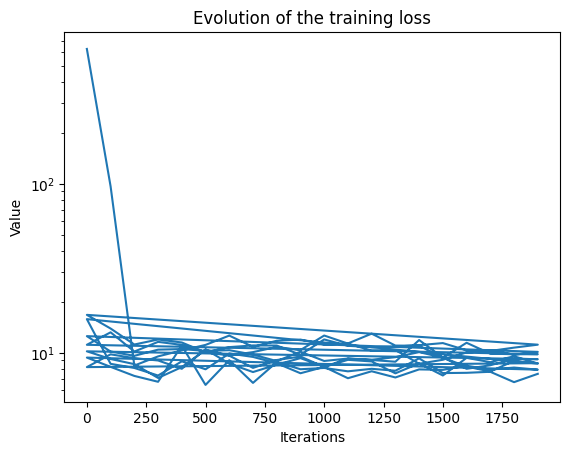 Evolution of the training loss
Value
10²
10¹
0 250 500 750 1000 1250 1500 1750
Iterations